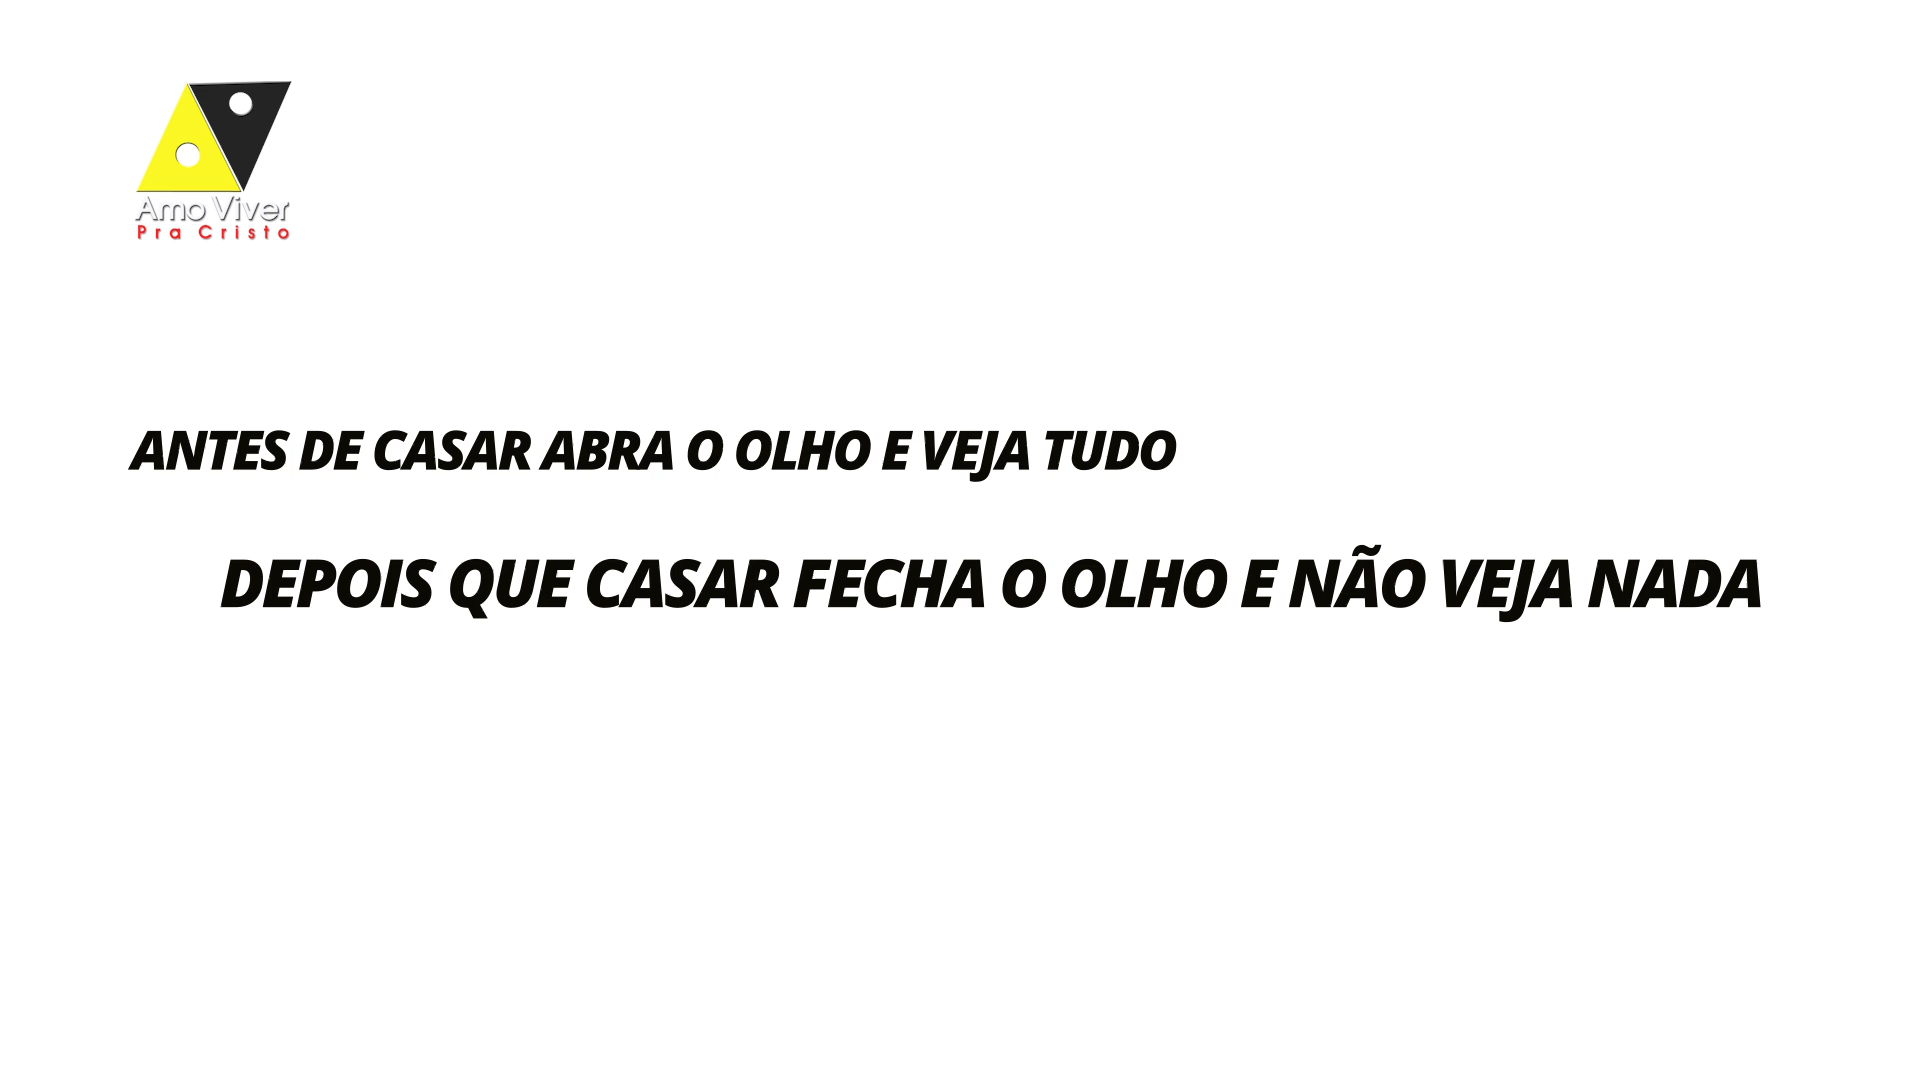 Amo Viver
Pra Cristo
ANTES DE CASAR ABRA O OLHO E VEJA TUDO
DEPOIS QUE CASAR FECHA O OLHO E NÃO VEJA NADA